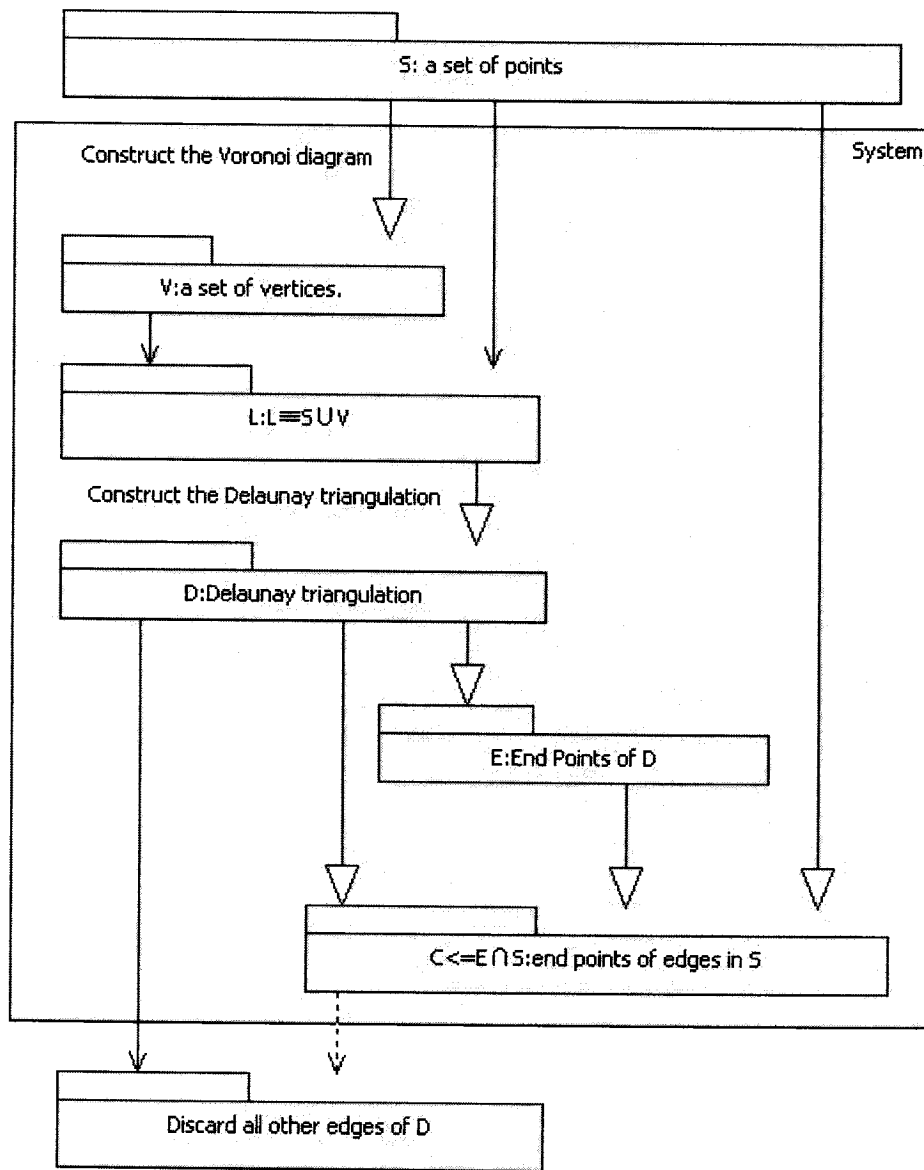 S: a set of points
Construct the Voronoi diagram
System
V:a set of vertices.
L:L≡S∪V
Construct the Delaunay triangulation
D:Delaunay triangulation
E:End Points of D
C<=E∩S:end points of edges in S
Discard all other edges of D